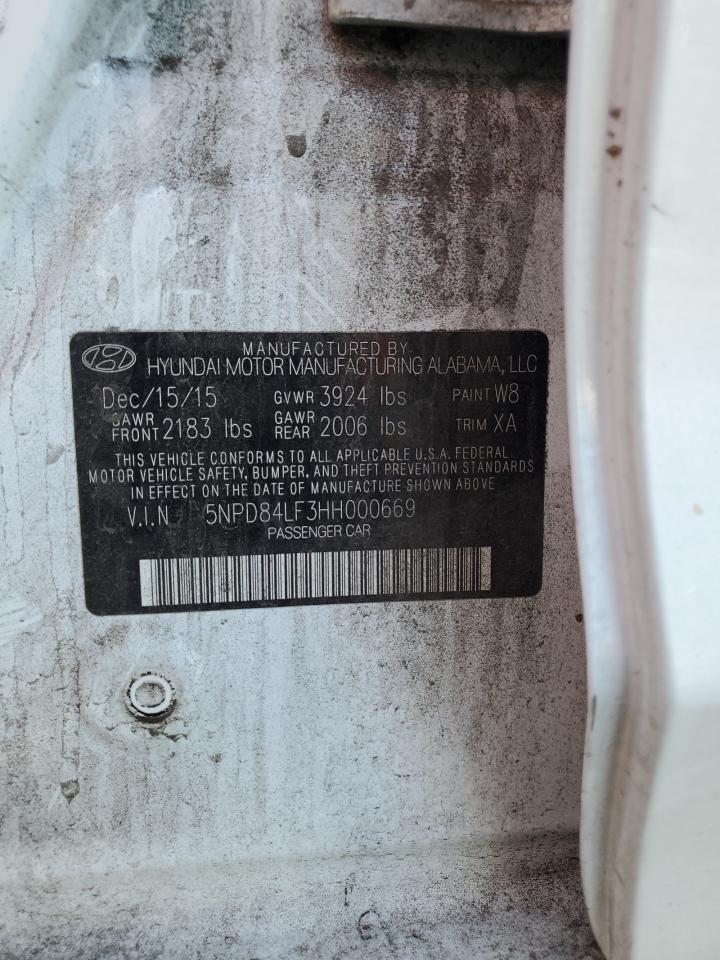 MANUFACTURED BY
HYUNDAI MOTOR MANUFACTURING ALABAMA, LLC
Dec/15/15 GVWR 3924 lbs PAINT W8
GAWR FRONT 2183 lbs GAWR REAR 2006 lbs TRIM XA
THIS VEHICLE CONFORMS TO ALL APPLICABLE U.S.A. FEDERAL
MOTOR VEHICLE SAFETY, BUMPER, AND THEFT PREVENTION STANDARDS
IN EFFECT ON THE DATE OF MANUFACTURE SHOWN ABOVE
V.I.N 5NPD84LF3HH000669
PASSENGER CAR